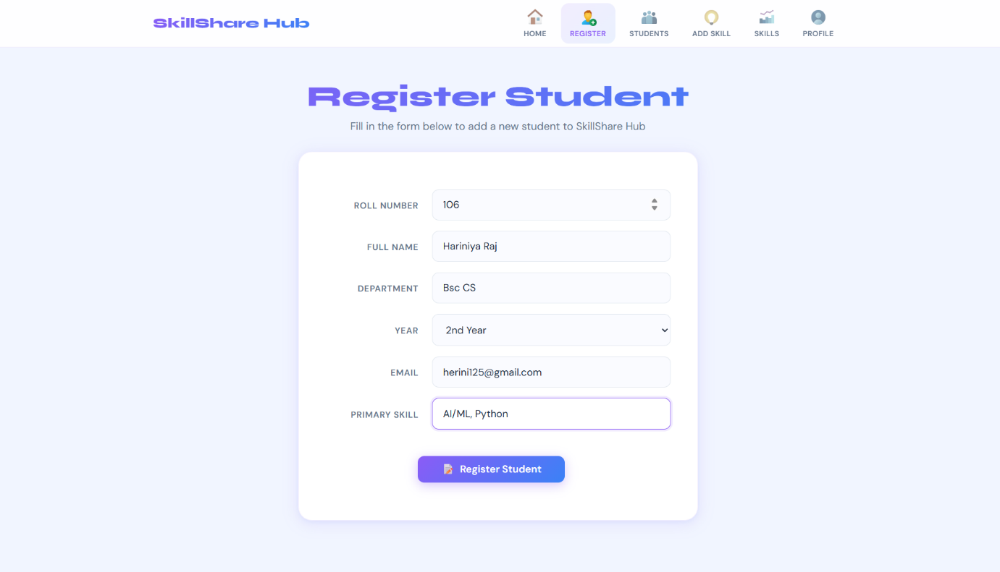 SkillShare Hub
HOME
REGISTER
STUDENTS
ADD SKILL
SKILLS
PROFILE
Register Student
Fill in the form below to add a new student to SkillShare Hub
ROLL NUMBER 106
FULL NAME Hariniya Raj
DEPARTMENT Bsc CS
YEAR 2nd Year
EMAIL herini125@gmail.com
PRIMARY SKILL AI/ML, Python
Register Student